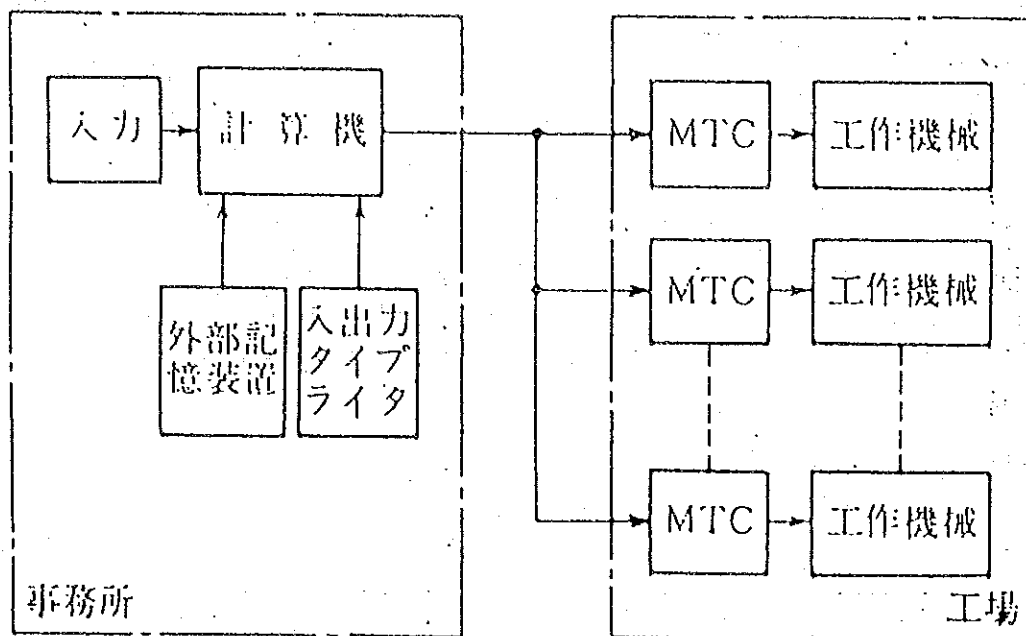 入力
計算機
外部記
憶装置
入出力
タイプ
ライタ
事務所
MTC
工作機械
MTC
工作機械
MTC
工作機械
工場